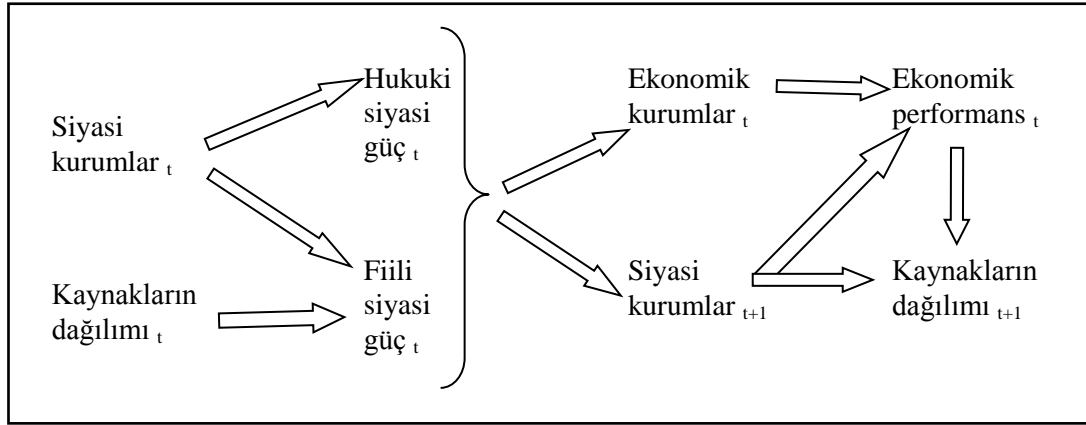 Siyasi
kurumlar t
Kaynakların
dağılımı t
Hukuki
siyasi
güç t
Fiili
siyasi
güç t
Ekonomik
kurumlar t
Siyasi
kurumlar t+1
Ekonomik
performans t
Kaynakların
dağılımı t+1